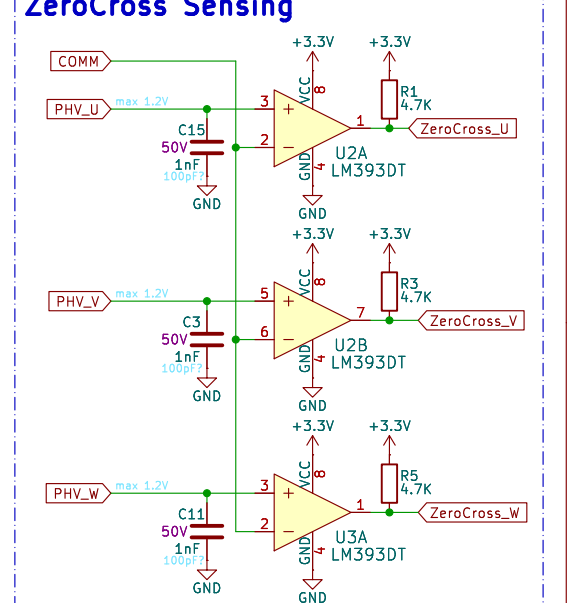 ZeroCross Sensing
+3.3V
+3.3V
COMM
VCC
8
R1
4.7K
PHV_U
max 1.2V
3
+
1
ZeroCross_U
C15
50V
1nF
100pF?
GND
2
-
GND
4
U2A
LM393DT
GND
+3.3V
+3.3V
VCC
8
R3
4.7K
PHV_V
max 1.2V
5
+
7
ZeroCross_V
C3
50V
1nF
100pF?
GND
6
-
GND
4
U2B
LM393DT
GND
+3.3V
+3.3V
VCC
8
R5
4.7K
PHV_W
max 1.2V
3
+
1
ZeroCross_W
C11
50V
1nF
100pF?
GND
2
-
GND
4
U3A
LM393DT
GND